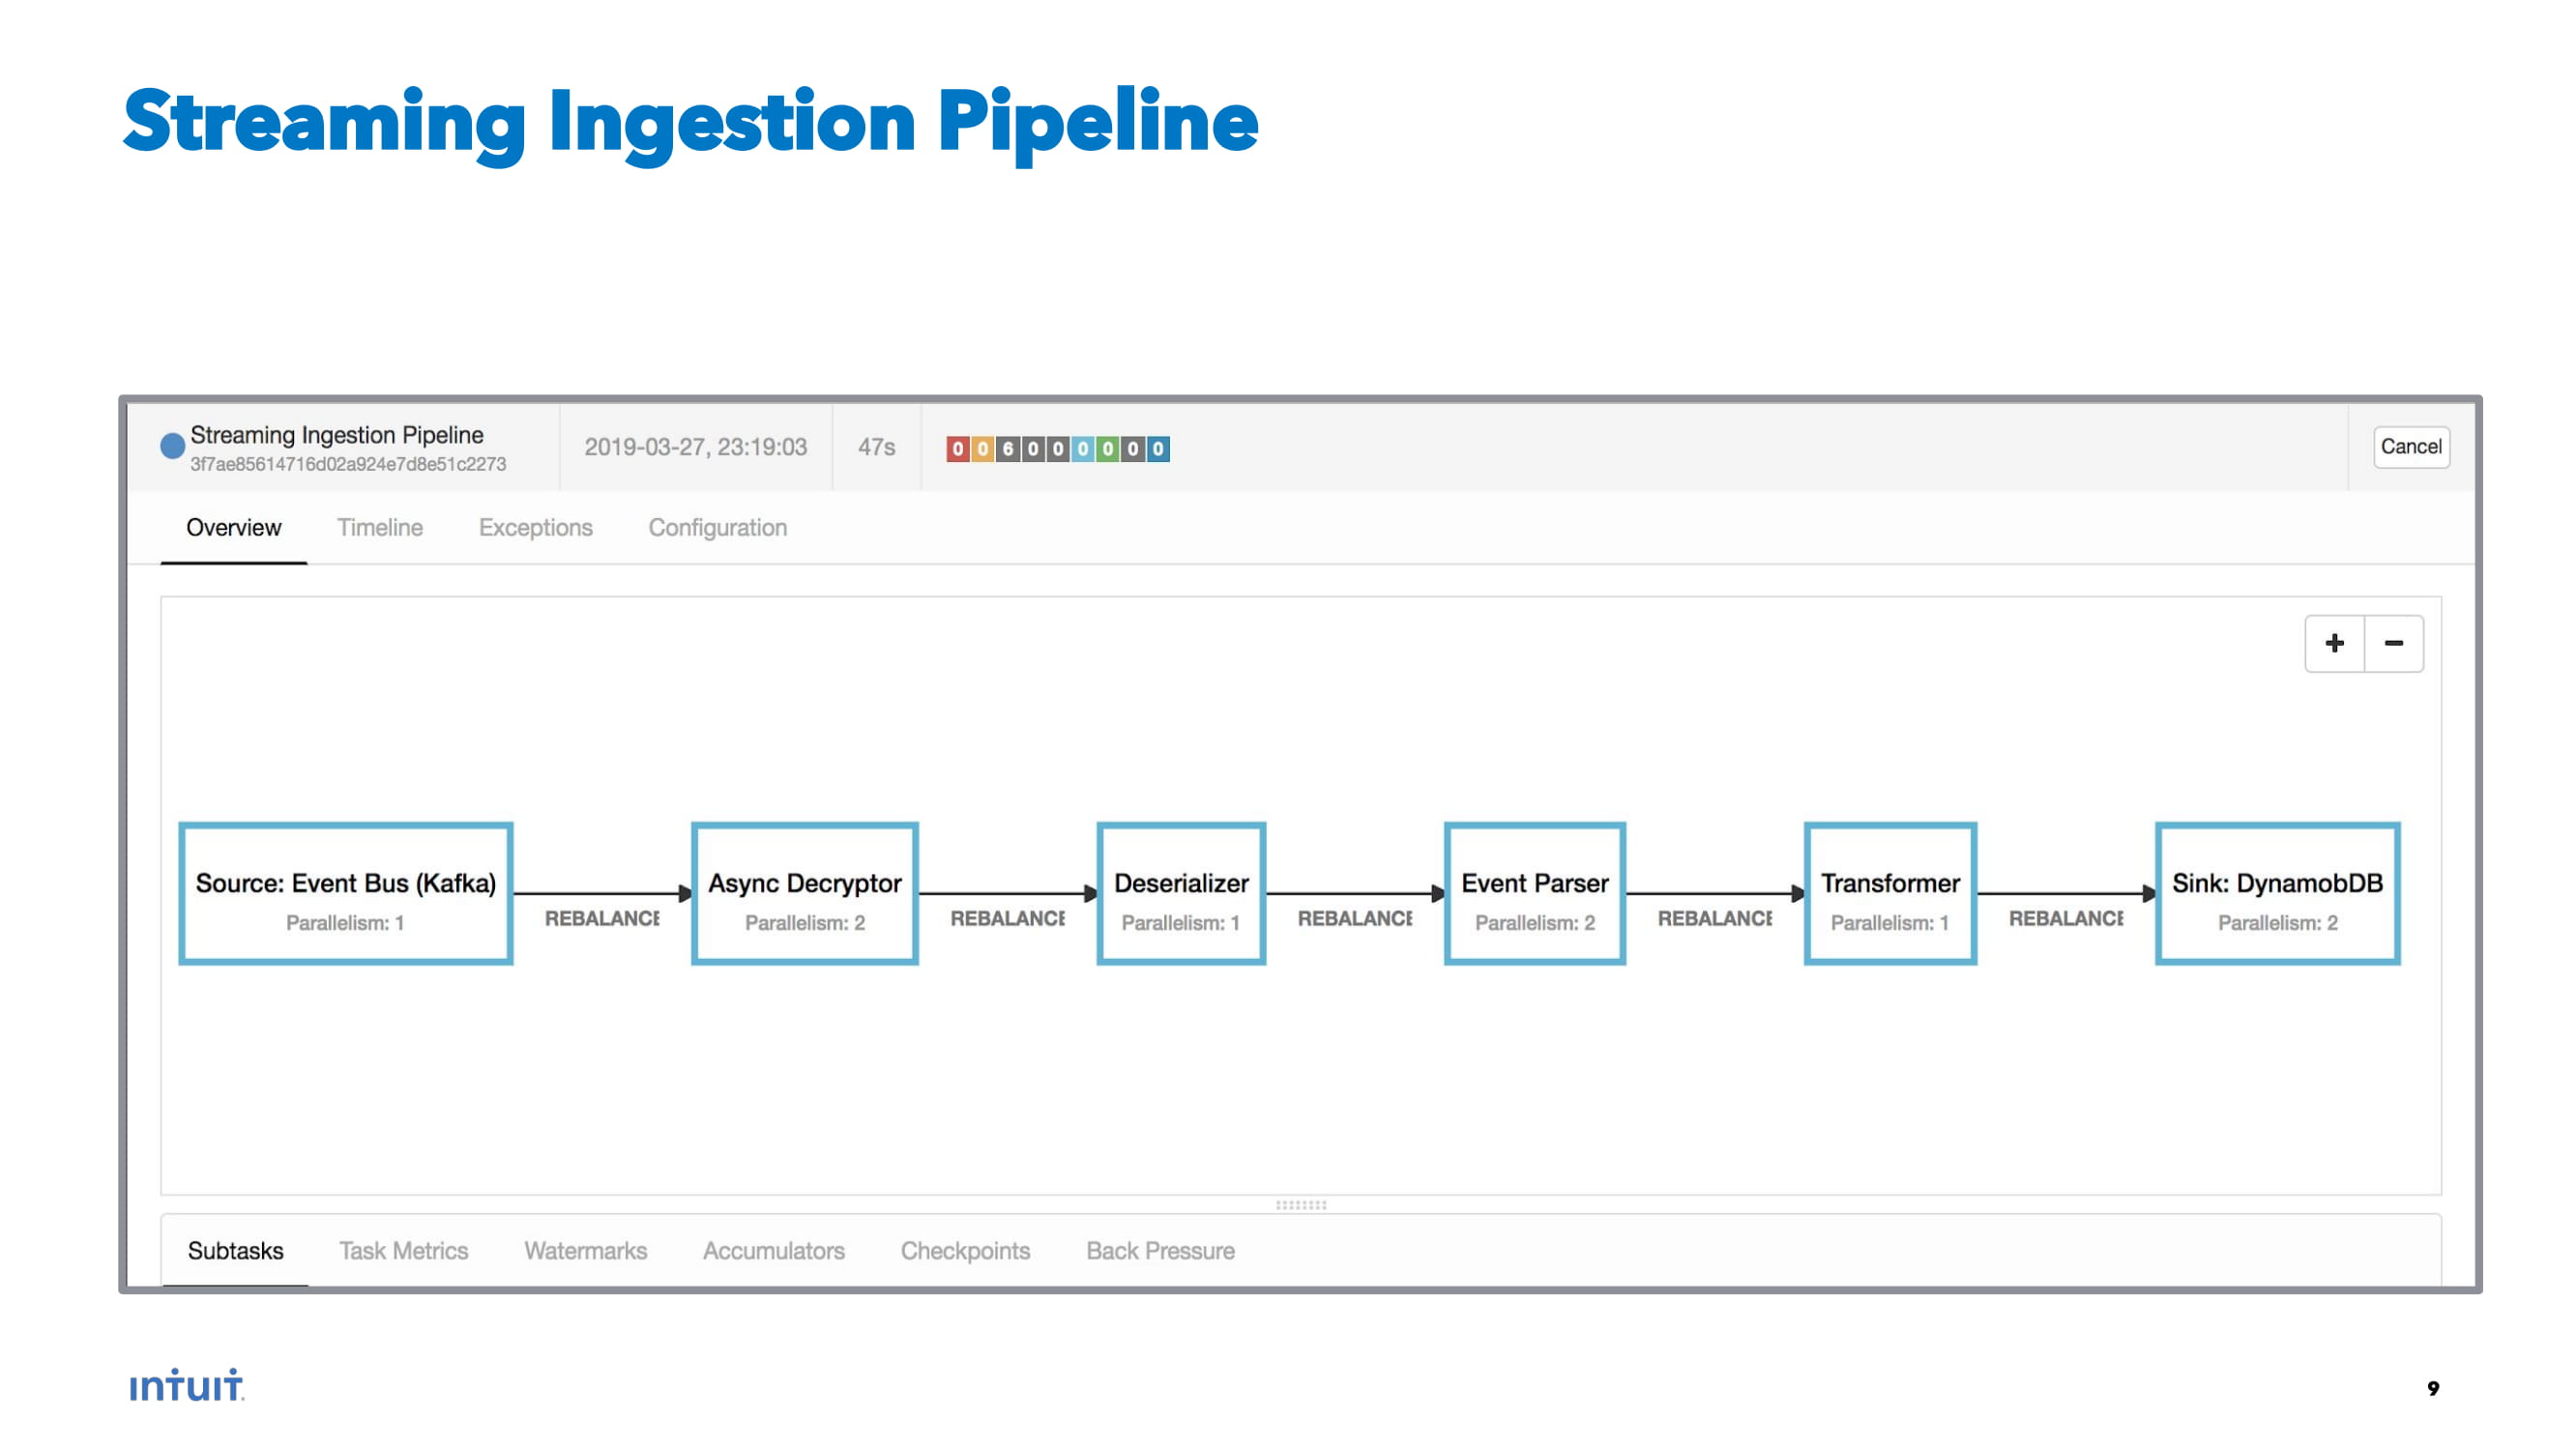 Streaming Ingestion Pipeline
Streaming Ingestion Pipeline
3f7ae85614716d02a924e7d8e51c2273
2019-03-27, 23:19:03
47s
0 0 6 0 0 0 0 0 0
Cancel
Overview Timeline Exceptions Configuration
+ −
Source: Event Bus (Kafka)
Parallelism: 1
REBALANCE
Async Decryptor
Parallelism: 2
REBALANCE
Deserializer
Parallelism: 1
REBALANCE
Event Parser
Parallelism: 2
REBALANCE
Transformer
Parallelism: 1
REBALANCE
Sink: DynamobDB
Parallelism: 2
Subtasks Task Metrics Watermarks Accumulators Checkpoints Back Pressure
intuit.
9